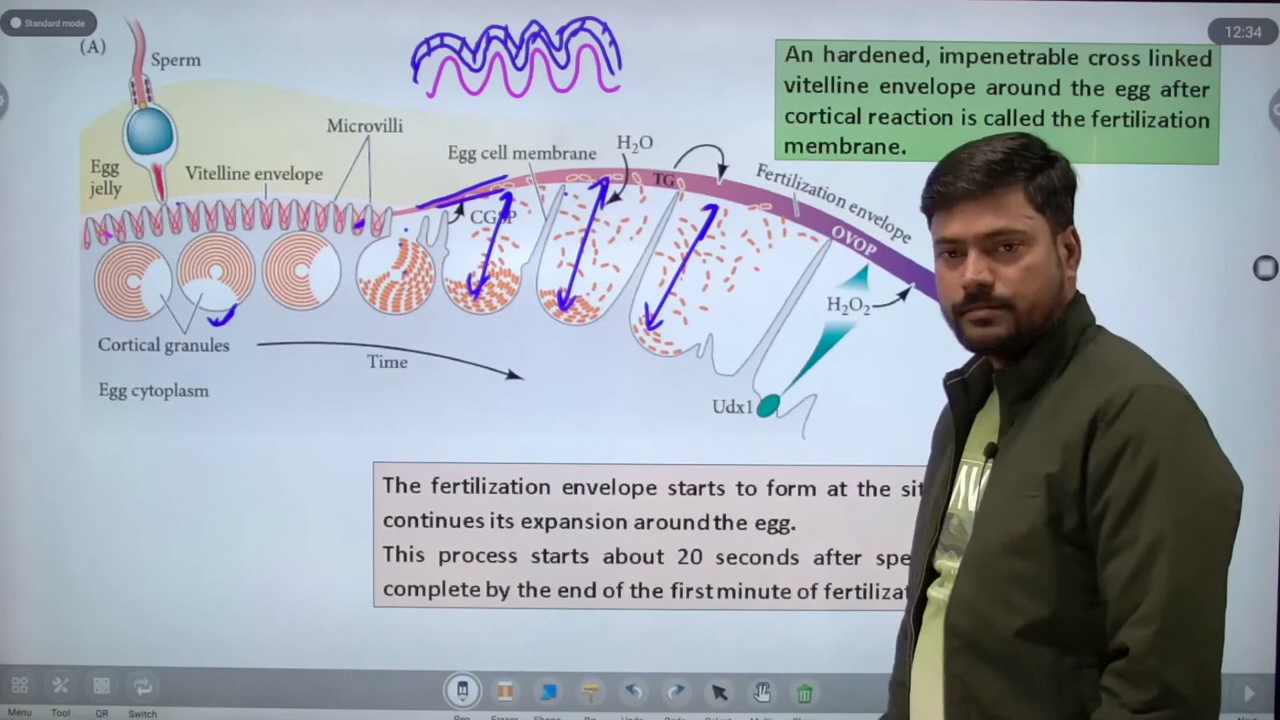 Standard mode
12:34
(A)
Sperm
Microvilli
Egg
jelly
Vitelline envelope
Egg cell membrane
H₂O
TG
Fertilization envelope
CGSP
OVOP
H₂O₂
Cortical granules
Time
Egg cytoplasm
Udx1
An hardened, impenetrable cross linked
vitelline envelope around the egg after
cortical reaction is called the fertilization
membrane.
The fertilization envelope starts to form at the
continues its expansion around the egg.
This process starts about 20 seconds after
complete by the end of the first minute of
Menu
Tool
QR
Switch